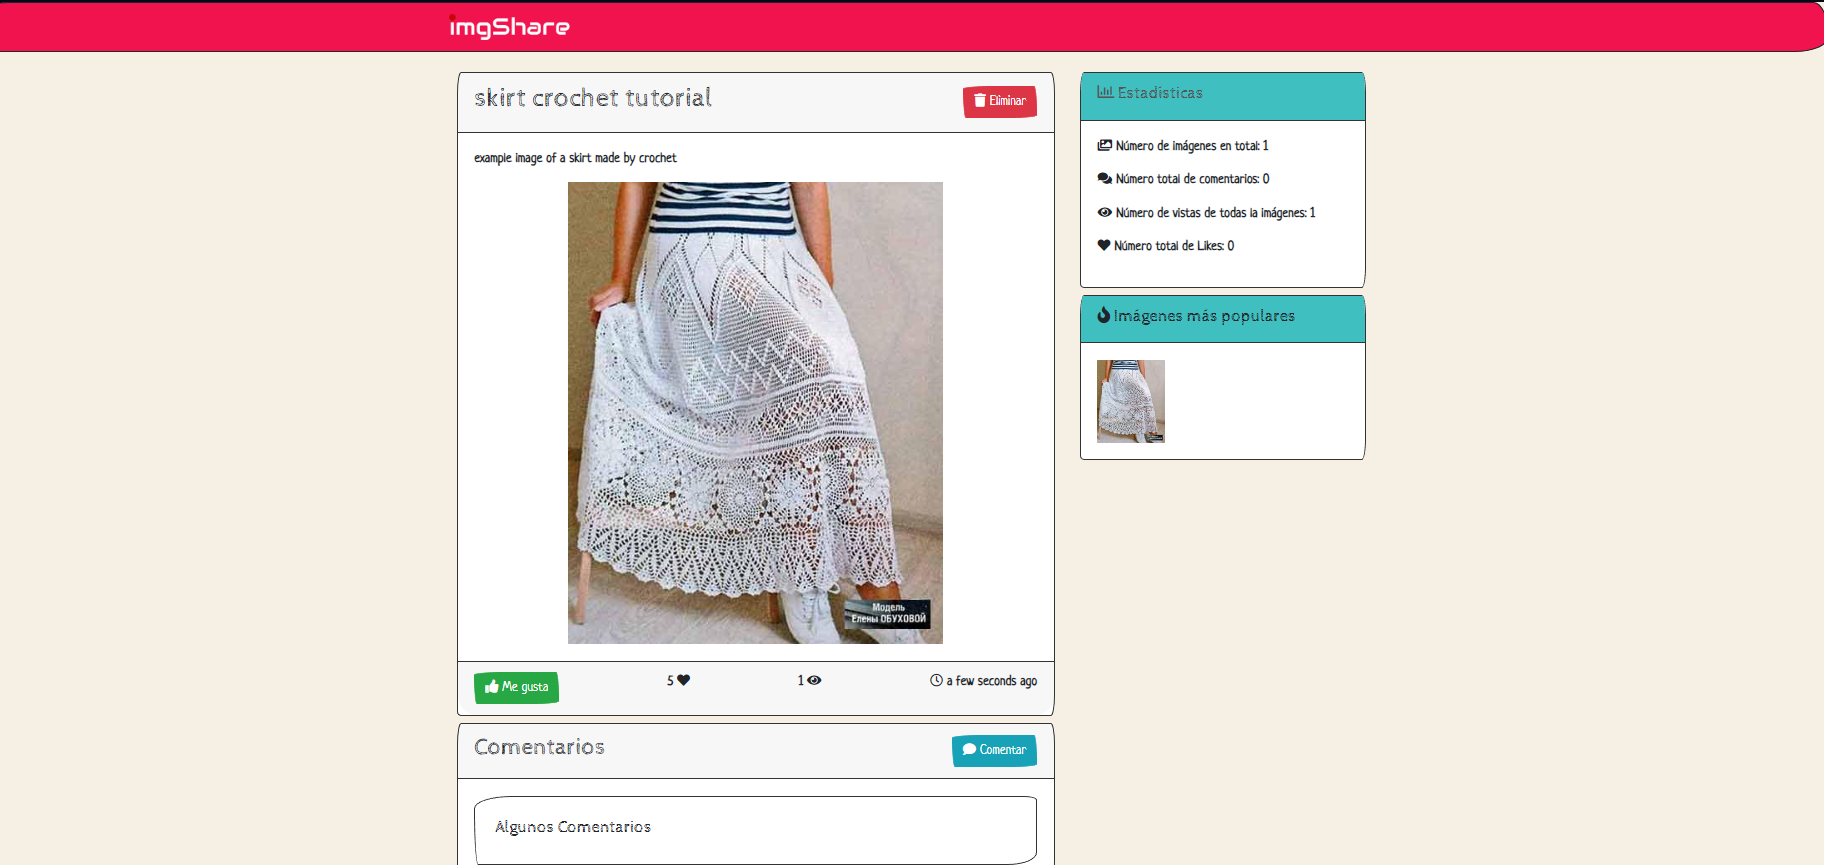 imgShare
skirt crochet tutorial
Eliminar
example image of a skirt made by crochet
Модель
Елены ОБУХОВОЙ
Me gusta
5
1
a few seconds ago
Comentarios
Comentar
Algunos Comentarios
Estadísticas
Número de imágenes en total: 1
Número total de comentarios: 0
Número de vistas de todas la imágenes: 1
Número total de Likes: 0
Imágenes más populares